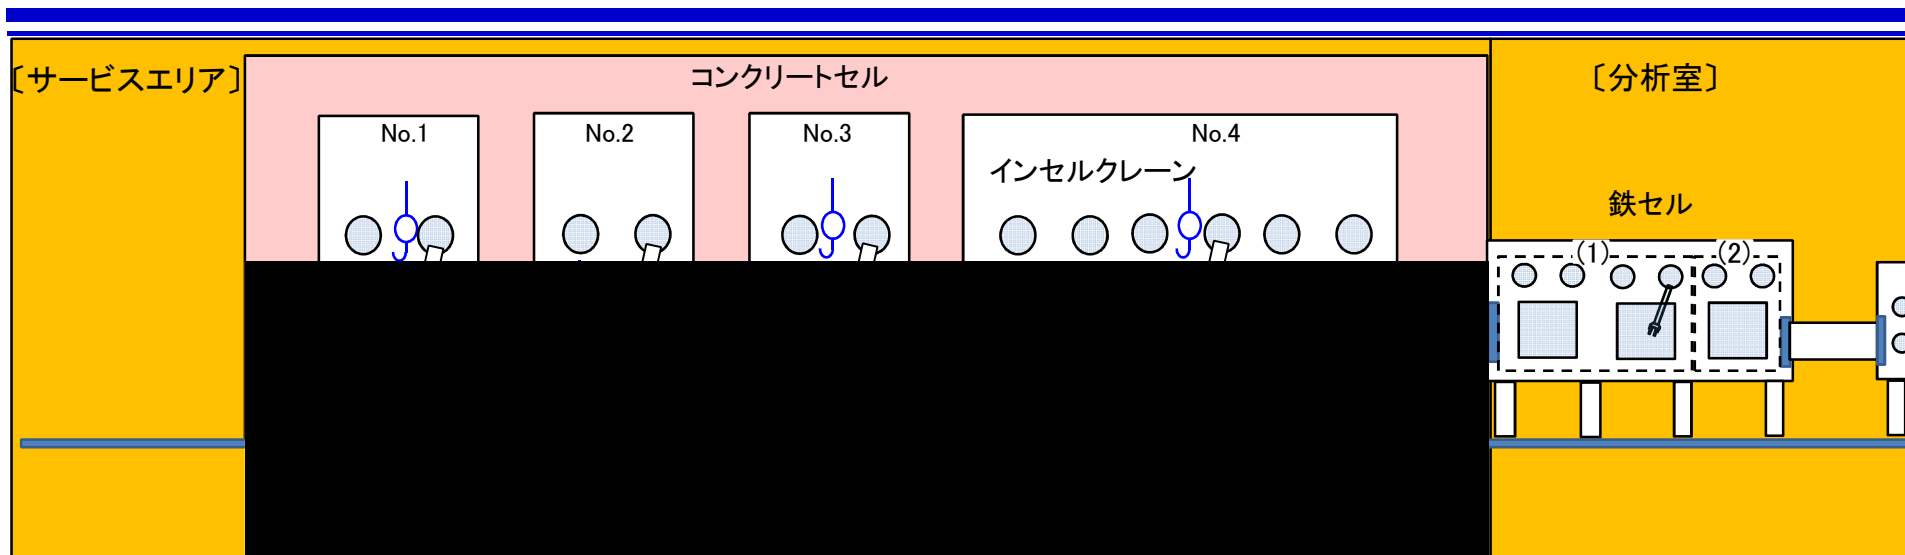 〔サービスエリア〕
コンクリートセル
〔分析室〕
No.1
No.2
No.3
No.4
インセルクレーン
鉄セル
(1)
(2)